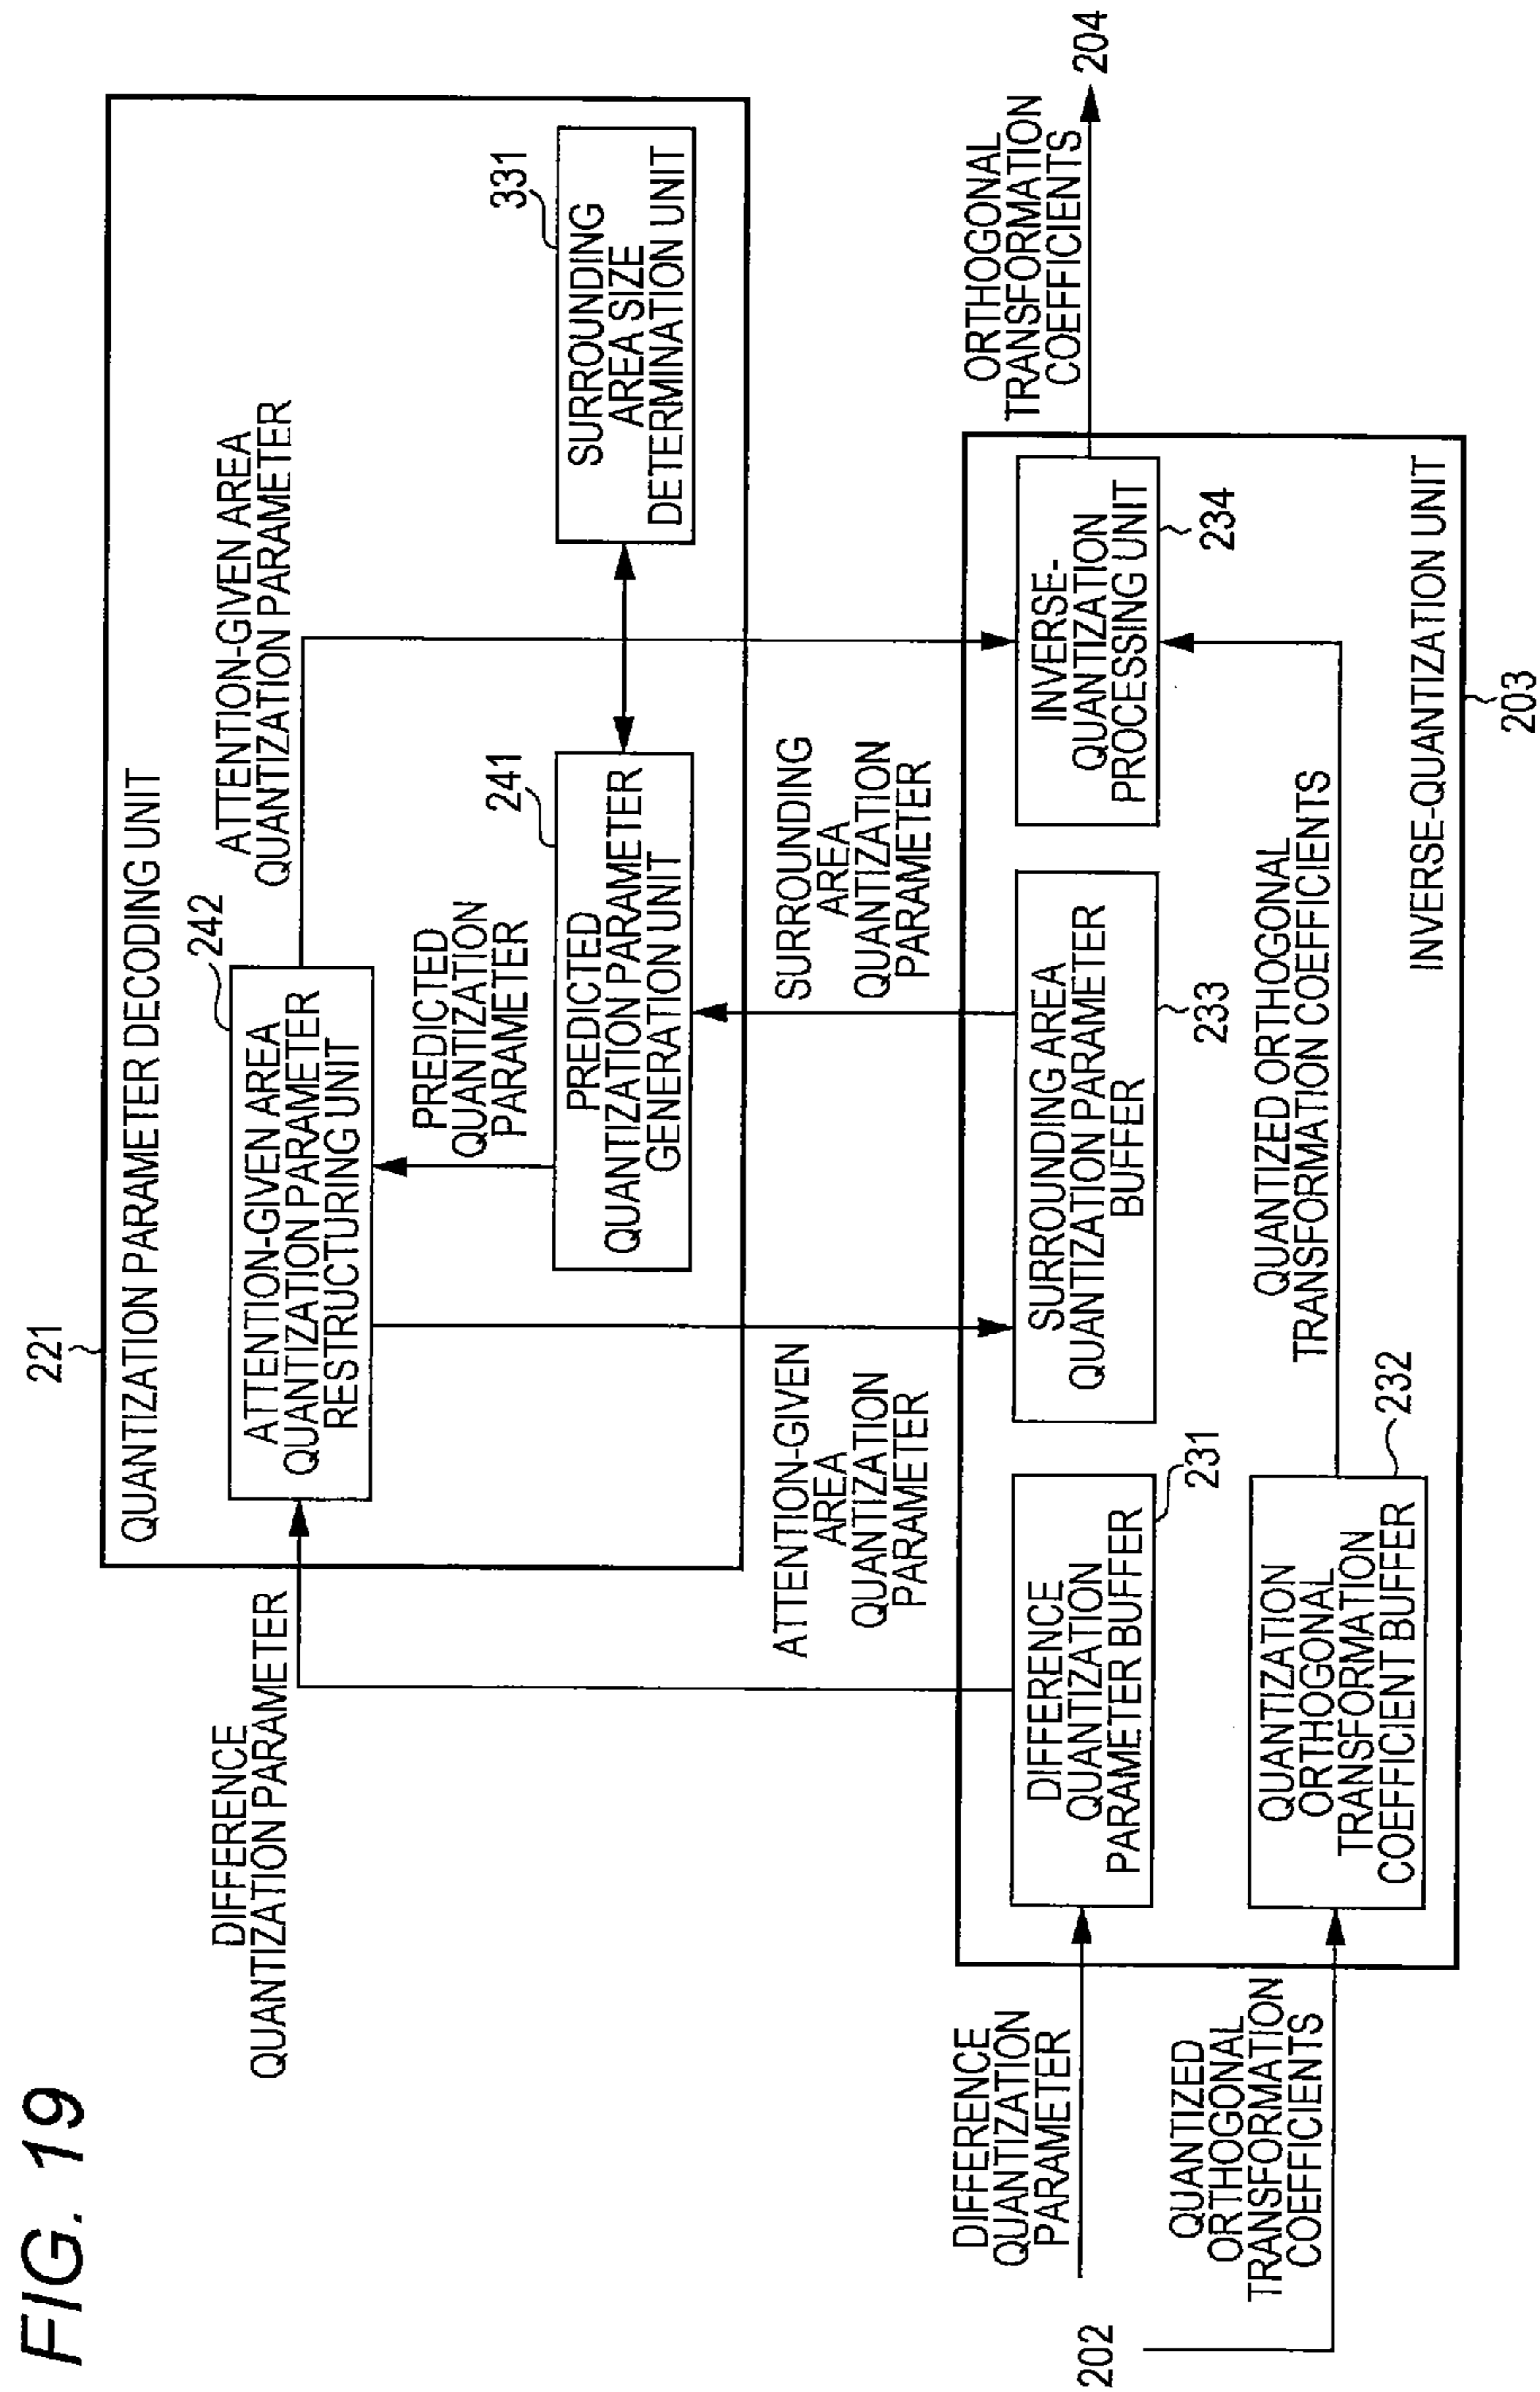 FIG. 19
221
QUANTIZATION PARAMETER DECODING UNIT
DIFFERENCE
QUANTIZATION PARAMETER
242
ATTENTION-GIVEN AREA
QUANTIZATION PARAMETER
RESTRUCTURING UNIT
ATTENTION-GIVEN AREA
QUANTIZATION PARAMETER
PREDICTED
QUANTIZATION
PARAMETER
241
PREDICTED
QUANTIZATION PARAMETER
GENERATION UNIT
331
SURROUNDING
AREA SIZE
DETERMINATION UNIT
ATTENTION-GIVEN
AREA
QUANTIZATION
PARAMETER
SURROUNDING
AREA
QUANTIZATION
PARAMETER
202
DIFFERENCE
QUANTIZATION
PARAMETER
QUANTIZED
ORTHOGONAL
TRANSFORMATION
COEFFICIENTS
DIFFERENCE
QUANTIZATION
PARAMETER BUFFER
231
SURROUNDING AREA
QUANTIZATION PARAMETER
BUFFER
233
INVERSE-
QUANTIZATION
PROCESSING UNIT
234
ORTHOGONAL
TRANSFORMATION
COEFFICIENTS
204
QUANTIZATION
ORTHOGONAL
TRANSFORMATION
COEFFICIENT BUFFER
232
QUANTIZED ORTHOGONAL
TRANSFORMATION COEFFICIENTS
INVERSE-QUANTIZATION UNIT
203